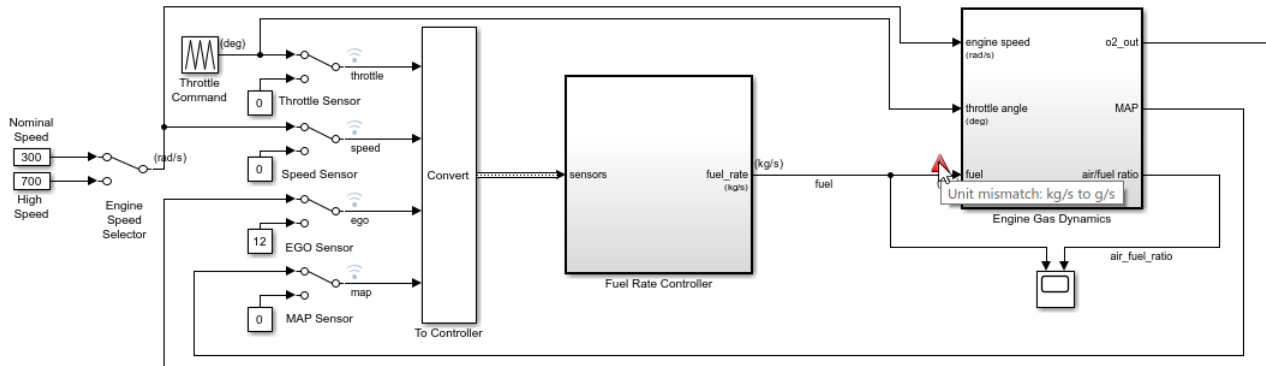 (deg)
Throttle
Command
0
Throttle Sensor
throttle
Nominal
Speed
300
700
High
Speed
(rad/s)
Engine
Speed
Selector
0
Speed Sensor
speed
12
EGO Sensor
ego
0
MAP Sensor
map
Convert
To Controller
sensors
fuel_rate
(kg/s)
Fuel Rate Controller
(kg/s)
fuel
engine speed
(rad/s)
throttle angle
(deg)
fuel
o2_out
MAP
air/fuel ratio
Unit mismatch: kg/s to g/s
Engine Gas Dynamics
air_fuel_ratio